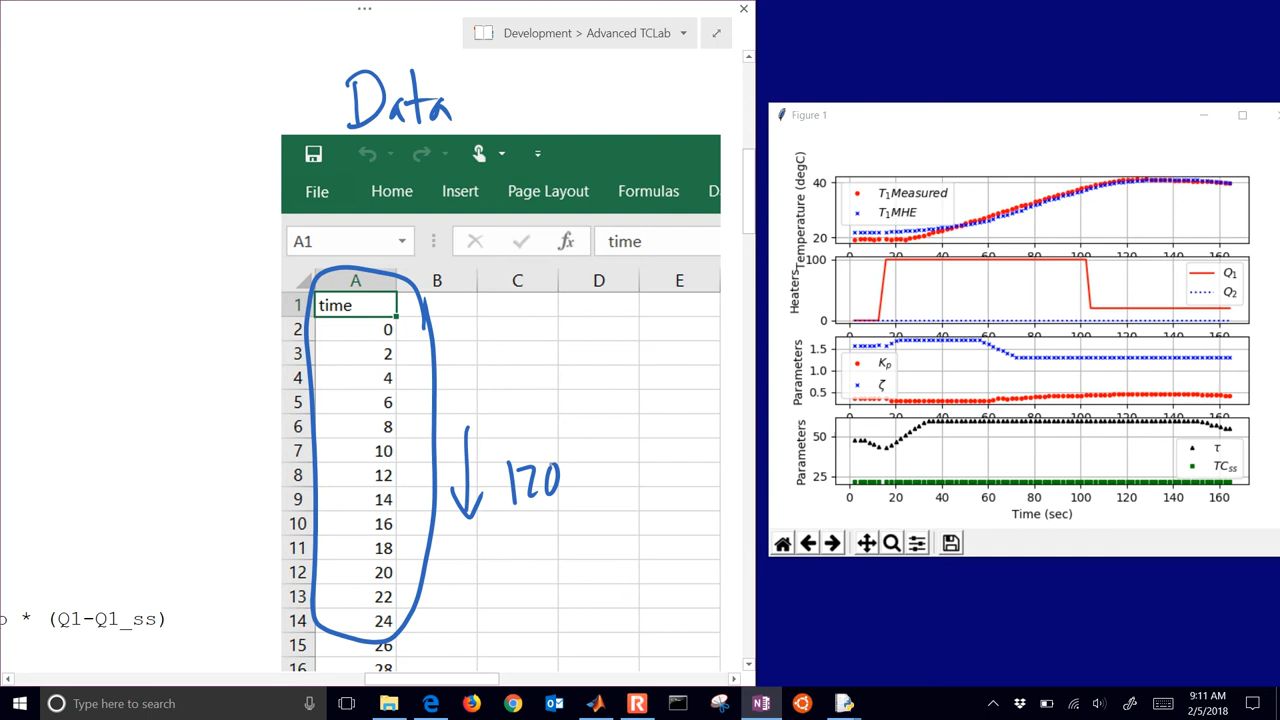 Development > Advanced TCLab
Data
File Home Insert Page Layout Formulas D
A1 fx time
A B C D E
1 time
2 0
3 2
4 4
5 6
6 8
7 10
8 12
9 14
10 16
11 18
12 20
13 22
14 24
15 26
16 28
120
o * (Q1-Q1_ss)
Figure 1
Temperature (degC)
40
20
T1Measured
T1MHE
Heaters
100
0
Q1
Q2
Parameters
1.5
1.0
0.5
Kp
ζ
Parameters
50
25
τ
TCss
0 20 40 60 80 100 120 140 160
Time (sec)
Type here to search
9:11 AM
2/5/2018